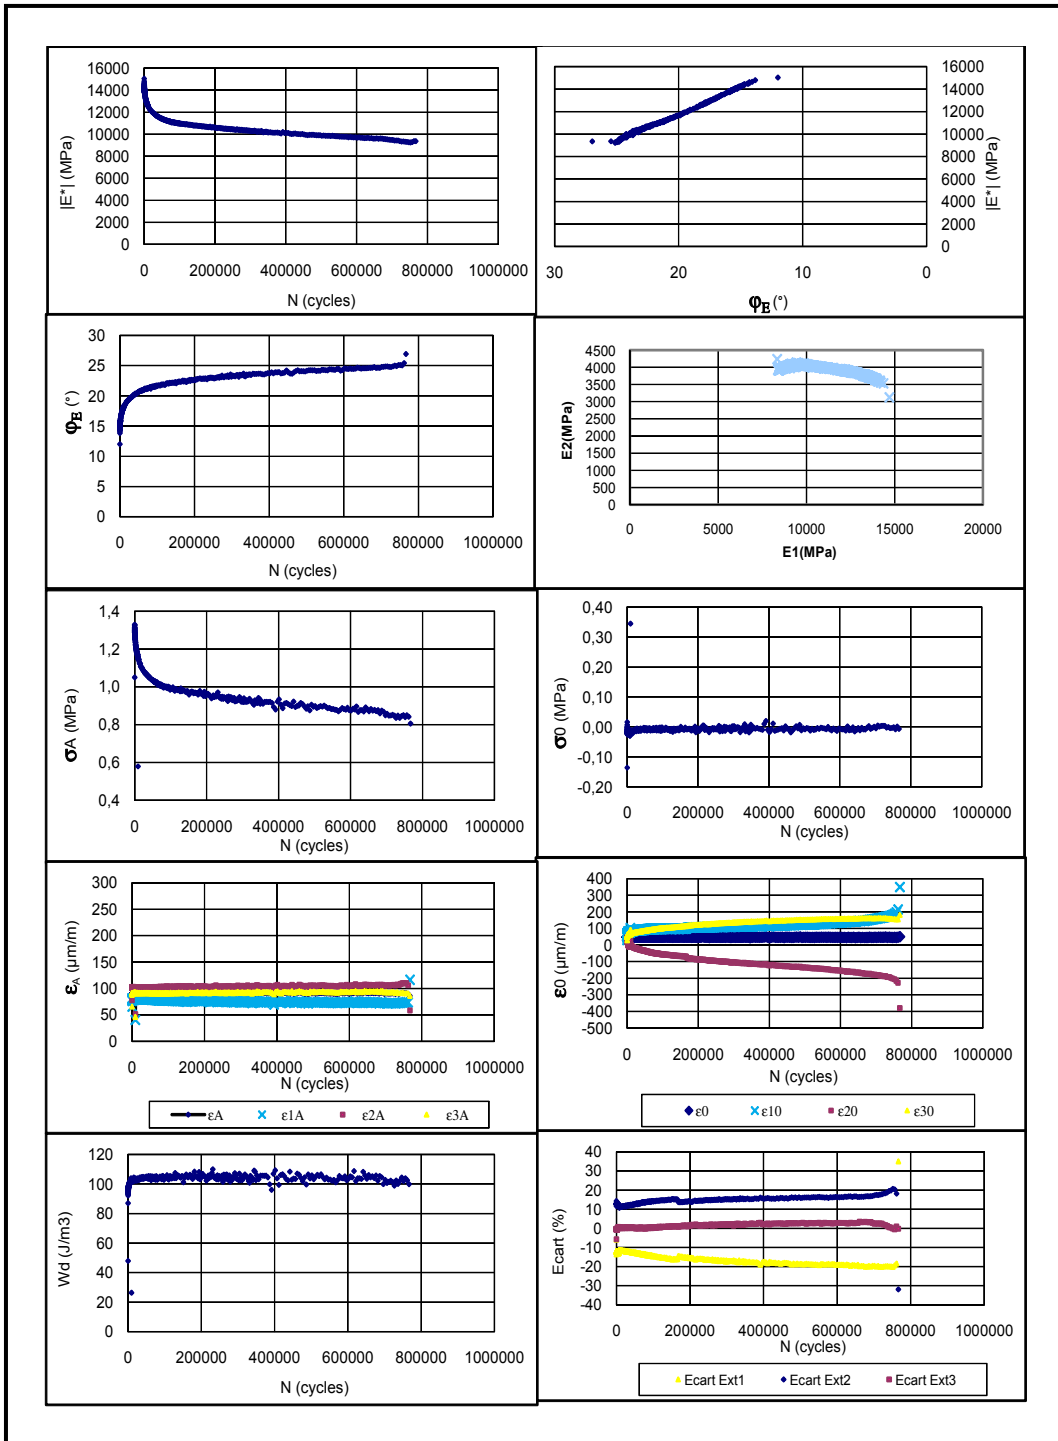 16000
14000
12000
10000
8000
6000
4000
2000
0
|E*| (MPa)
0 200000 400000 600000 800000 1000000
N (cycles)
16000
14000
12000
10000
8000
6000
4000
2000
0
|E*| (MPa)
30 20 10 0
φE (°)
30
25
20
15
10
5
0
φE (°)
0 200000 400000 600000 800000 1000000
N (cycles)
4500
4000
3500
3000
2500
2000
1500
1000
500
0
E2(MPa)
0 5000 10000 15000 20000
E1(MPa)
1,4
1,2
1,0
0,8
0,6
0,4
σA (MPa)
0 200000 400000 600000 800000 1000000
N (cycles)
0,40
0,30
0,20
0,10
0,00
-0,10
-0,20
σ0 (MPa)
0 200000 400000 600000 800000 1000000
N (cycles)
300
250
200
150
100
50
0
εA (µm/m)
0 200000 400000 600000 800000 1000000
N (cycles)
εA ε1A ε2A ε3A
400
300
200
100
0
-100
-200
-300
-400
-500
ε0 (µm/m)
0 200000 400000 600000 800000 1000000
N (cycles)
ε0 ε10 ε20 ε30
120
100
80
60
40
20
0
Wd (J/m3)
0 200000 400000 600000 800000 1000000
N (cycles)
40
30
20
10
0
-10
-20
-30
-40
Ecart (%)
0 200000 400000 600000 800000 1000000
N (cycles)
Ecart Ext1 Ecart Ext2 Ecart Ext3